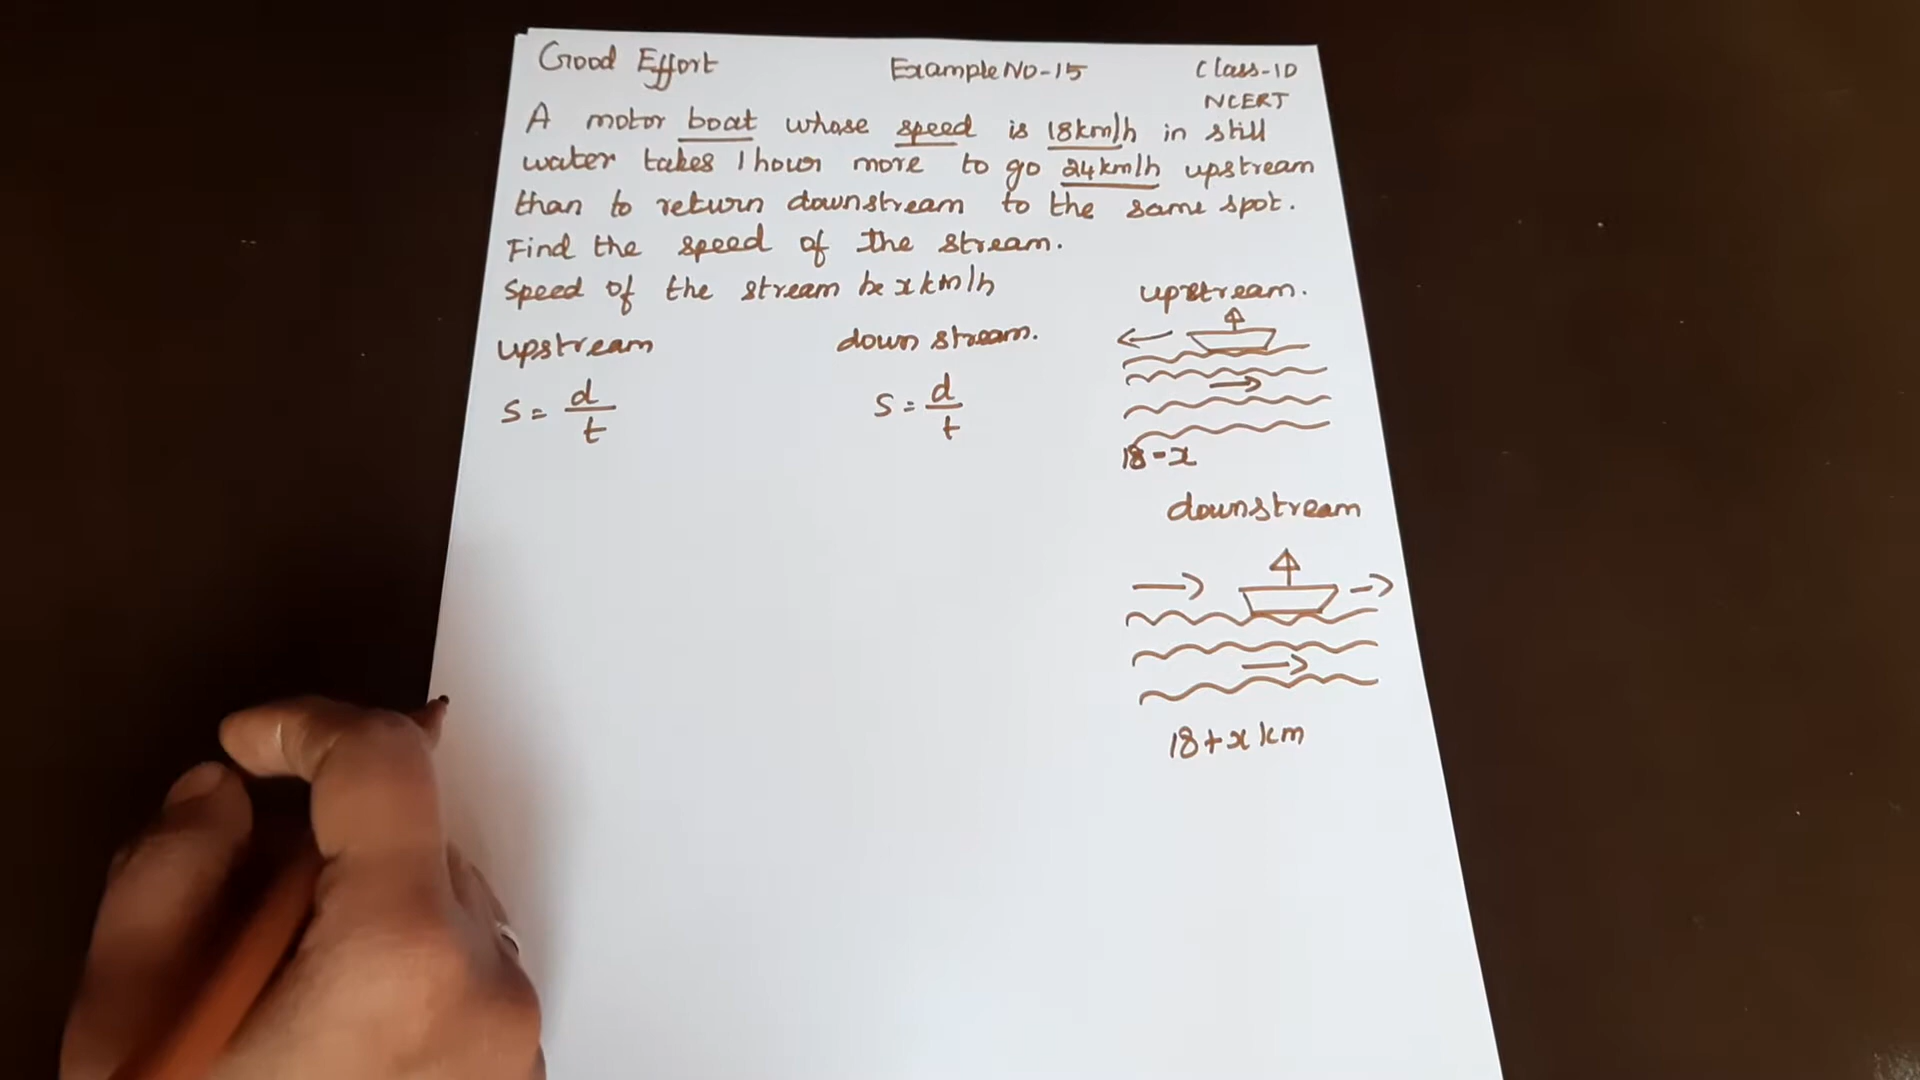 Good Effort Example No-15 Class-10
NCERT
A motor boat whose speed is 18km/h in still
water takes 1 hour more to go 24km/h upstream
than to return downstream to the same spot.
Find the speed of the stream.
Speed of the stream be x km/h
upstream.
upstream down stream.
S = d/t S = d/t
18-x
downstream
18+x km